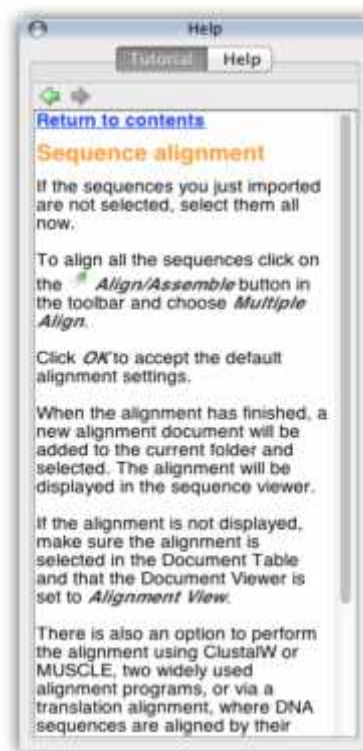 Help
Tutorial Help
Return to contents
Sequence alignment
If the sequences you just imported
are not selected, select them all
now.
To align all the sequences click on
the Align/Assemble button in
the toolbar and choose Multiple
Align.
Click OK to accept the default
alignment settings.
When the alignment has finished, a
new alignment document will be
added to the current folder and
selected. The alignment will be
displayed in the sequence viewer.
If the alignment is not displayed,
make sure the alignment is
selected in the Document Table
and that the Document Viewer is
set to Alignment View.
There is also an option to perform
the alignment using ClustalW or
MUSCLE, two widely used
alignment programs, or via a
translation alignment, where DNA
sequences are aligned by their